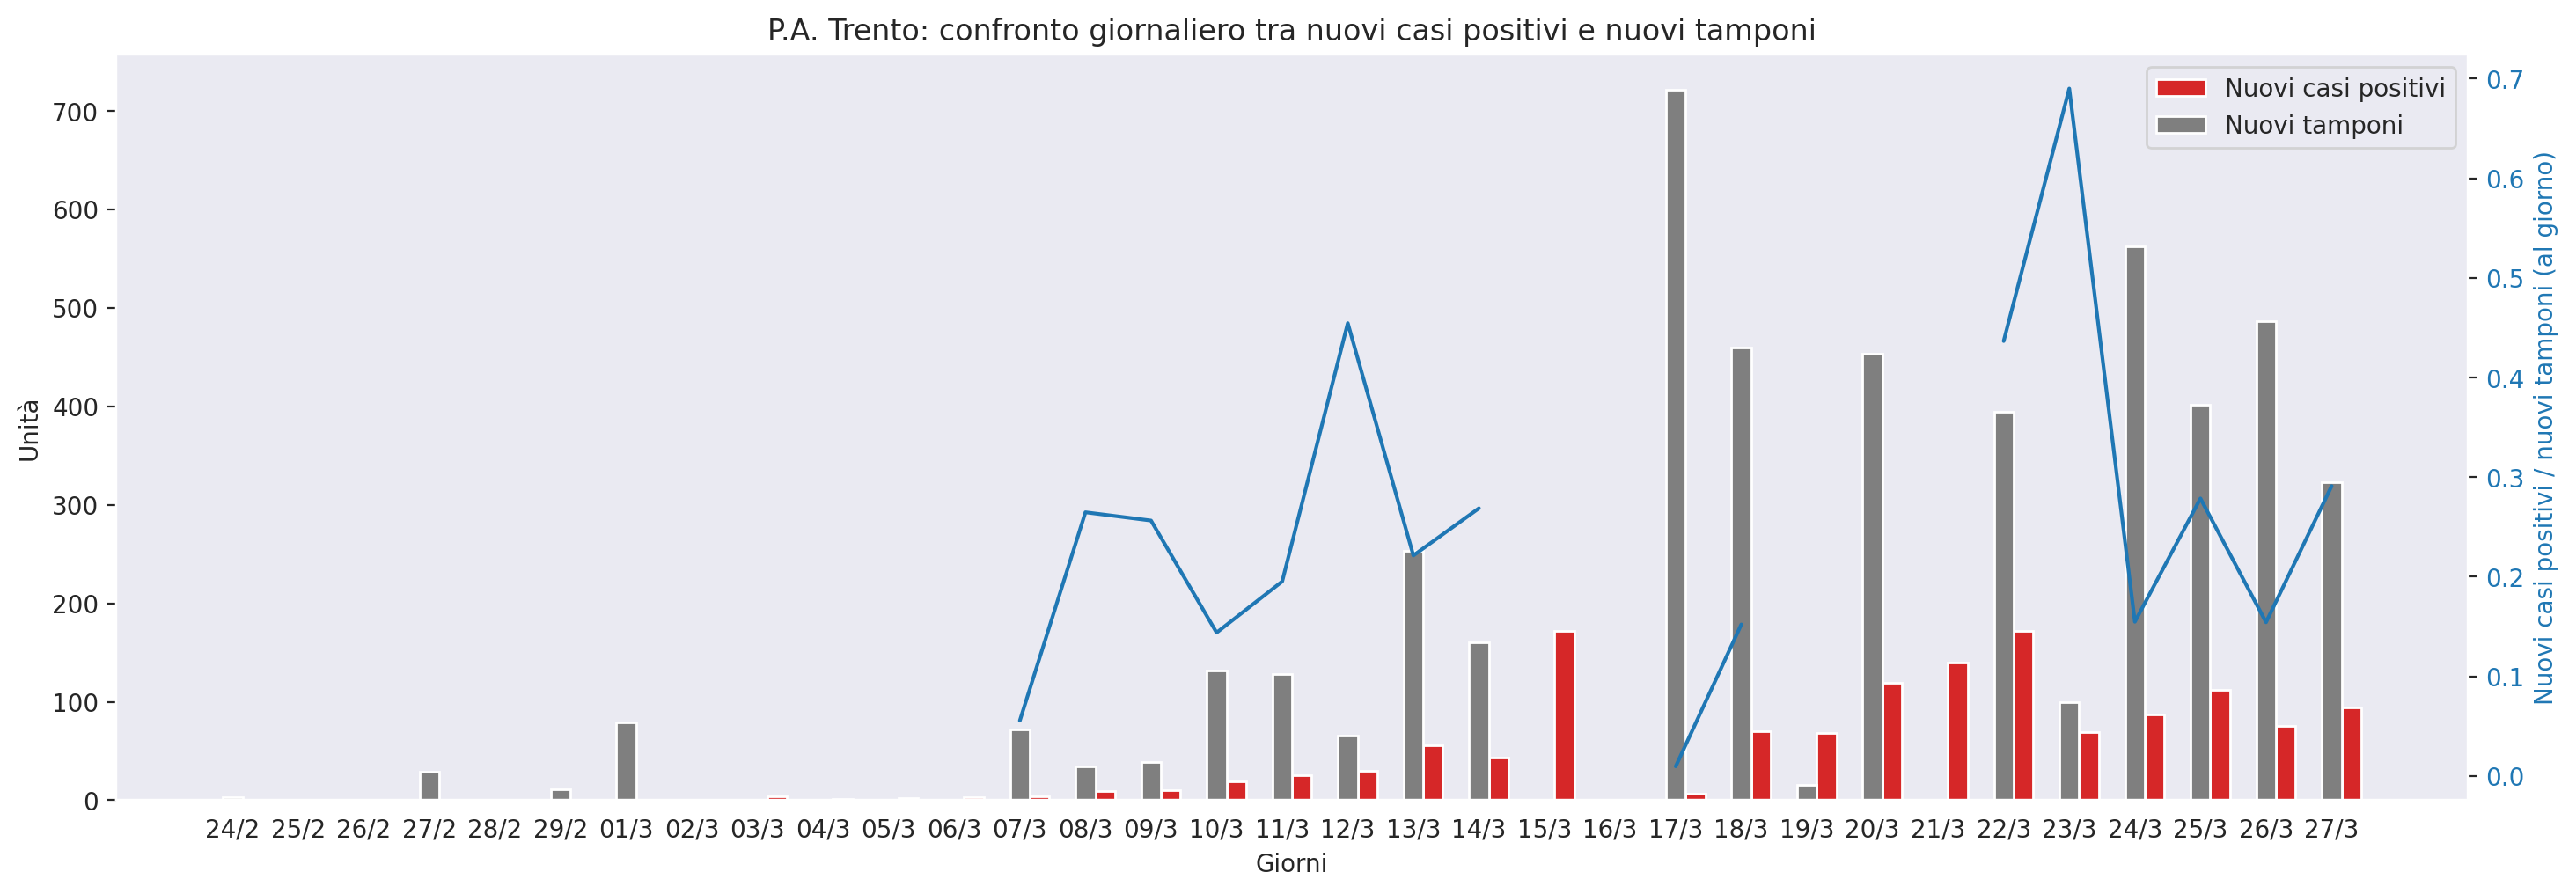 P.A. Trento: confronto giornaliero tra nuovi casi positivi e nuovi tamponi
Nuovi casi positivi
Nuovi tamponi
Unità
700
600
500
400
300
200
100
0
0.7
0.6
0.5
0.4
0.3
0.2
0.1
0.0
Nuovi casi positivi / nuovi tamponi (al giorno)
24/2 25/2 26/2 27/2 28/2 29/2 01/3 02/3 03/3 04/3 05/3 06/3 07/3 08/3 09/3 10/3 11/3 12/3 13/3 14/3 15/3 16/3 17/3 18/3 19/3 20/3 21/3 22/3 23/3 24/3 25/3 26/3 27/3
Giorni